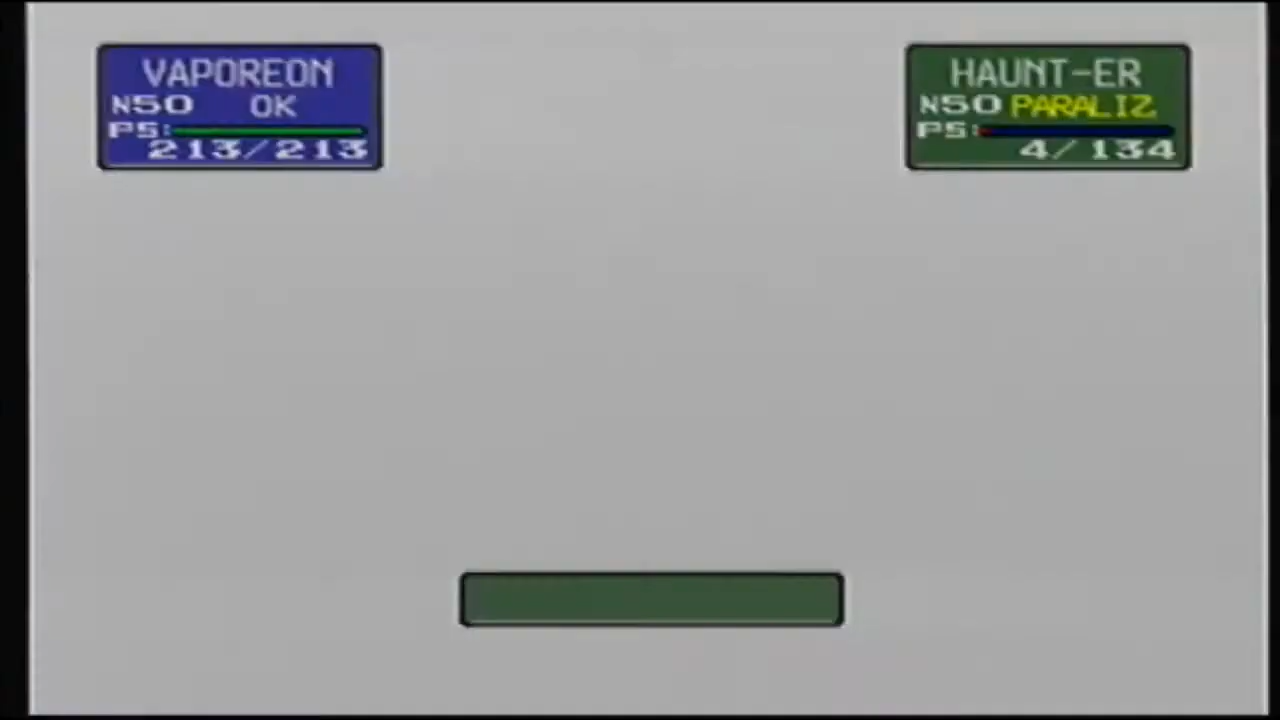 VAPOREON
N50 OK
PS:
213/213
HAUNT-ER
N50 PARALIZ
PS:
4/134